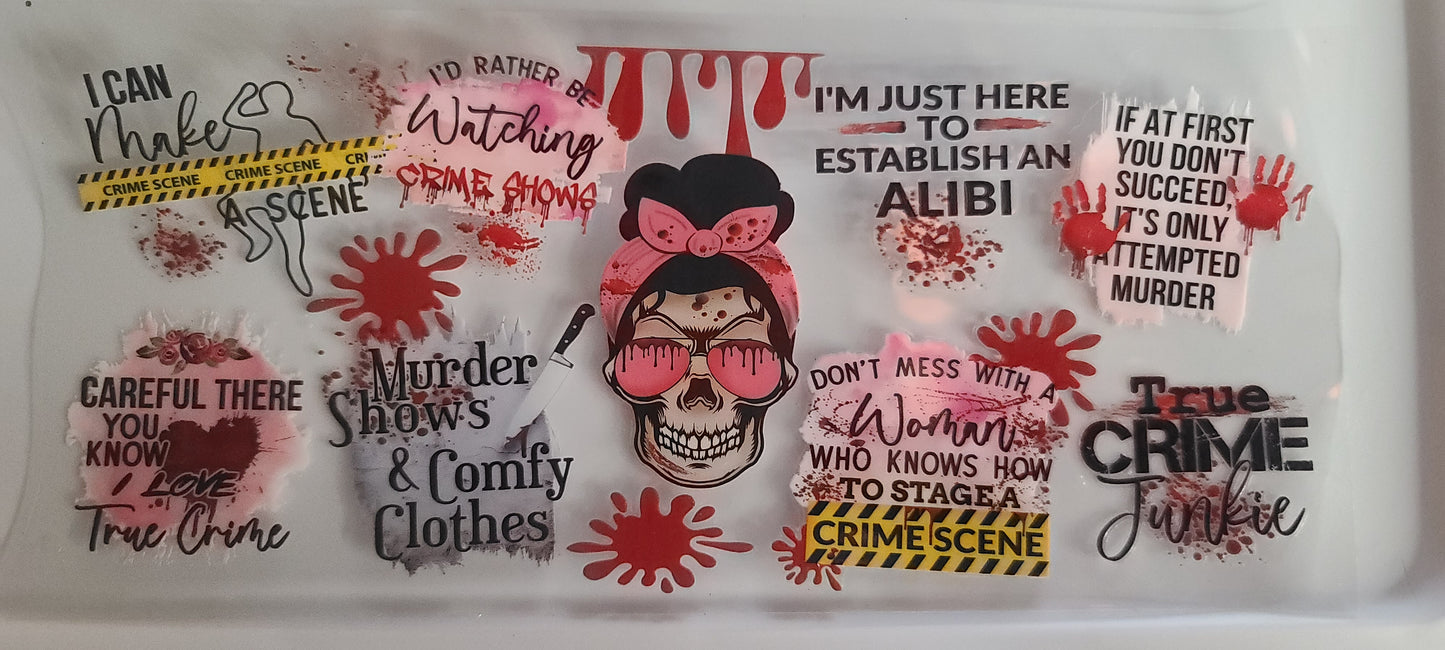 I CAN
Make
CRIME SCENE CRIME SCENE CRI
A SCENE
I'D RATHER BE
Watching
CRIME SHOWS
I'M JUST HERE
TO
ESTABLISH AN
ALIBI
IF AT FIRST
YOU DON'T
SUCCEED,
IT'S ONLY
ATTEMPTED
MURDER
CAREFUL THERE
YOU
KNOW
I LOVE
True Crime
Murder
Shows
& Comfy
Clothes
DON'T MESS WITH A
Woman
WHO KNOWS HOW
TO STAGE A
CRIME SCENE
True
CRIME
Junkie